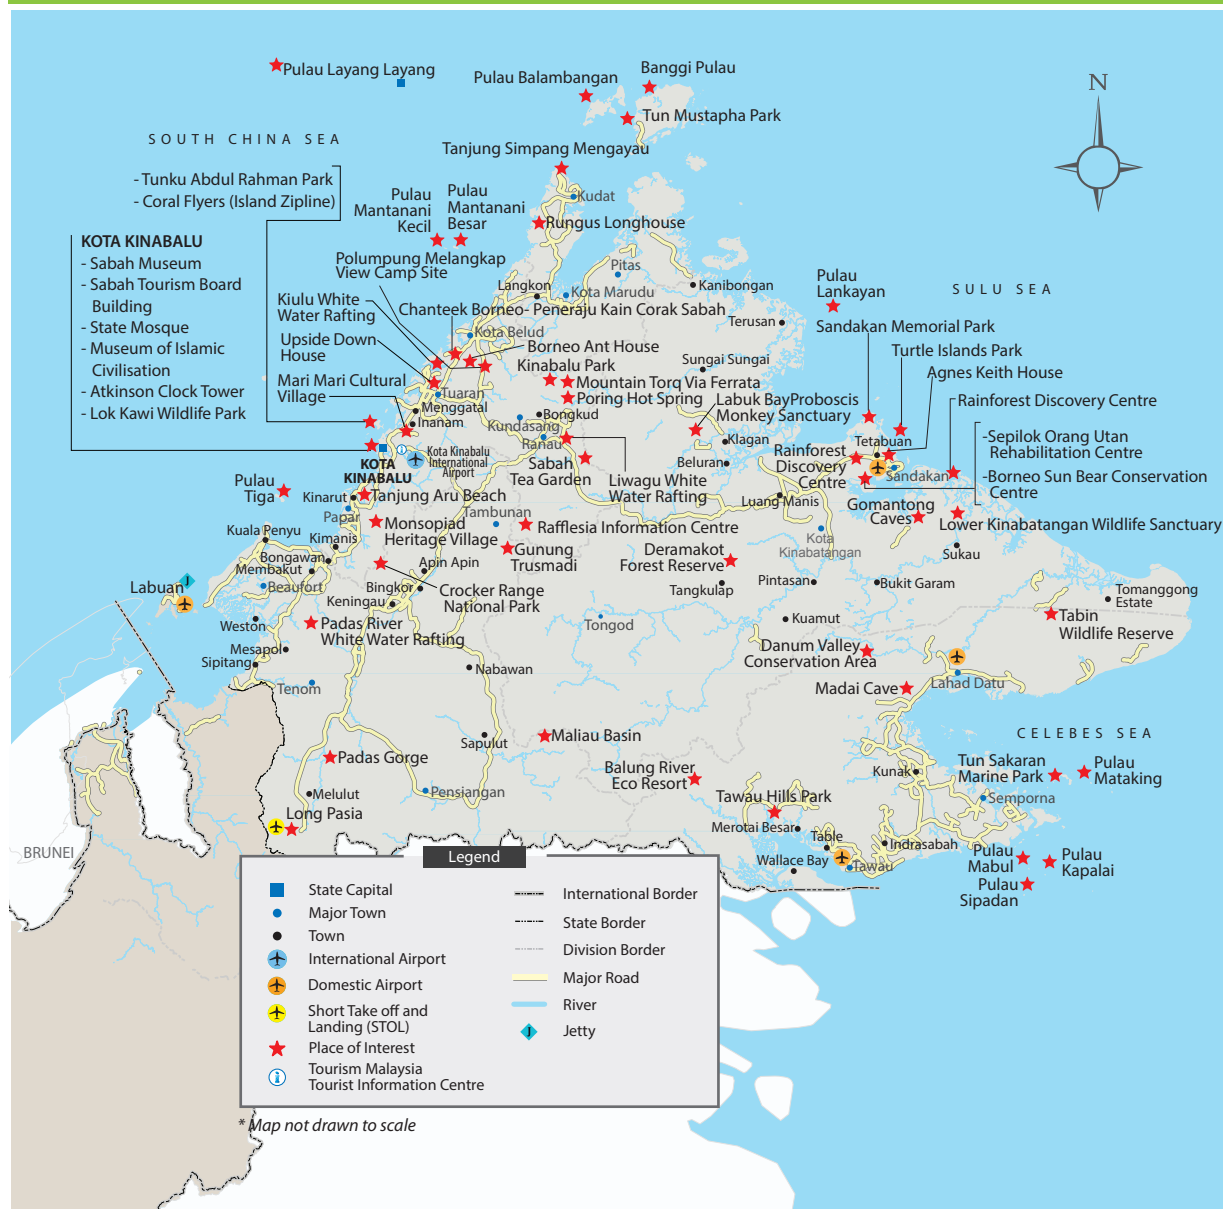 Pulau Layang Layang
Pulau Balambangan
Banggi Pulau
Tun Mustapha Park
N
SOUTH CHINA SEA
Tanjung Simpang Mengayau
- Tunku Abdul Rahman Park
- Coral Flyers (Island Zipline)
Pulau
Mantanani
Kecil
Pulau
Mantanani
Besar
Kudat
Rungus Longhouse
KOTA KINABALU
- Sabah Museum
- Sabah Tourism Board
Building
- State Mosque
- Museum of Islamic
Civilisation
- Atkinson Clock Tower
- Lok Kawi Wildlife Park
Polumpung Melangkap
View Camp Site
Pitas
Langkon
Kota Marudu
Kanibongan
Pulau
Lankayan
SULU SEA
Kiulu White
Water Rafting
Chanteek Borneo- Peneraju Kain Corak Sabah
Terusan
Sandakan Memorial Park
Kota Belud
Upside Down
House
Borneo Ant House
Turtle Islands Park
Kinabalu Park
Sungai Sungai
Agnes Keith House
Mari Mari Cultural
Village
Mountain Torq Via Ferrata
Tuaran
Poring Hot Spring
Labuk BayProboscis
Monkey Sanctuary
Rainforest Discovery Centre
Menggatal
Inanam
Bongkud
Kundasang
Ranau
Klagan
Tetabuan
-Sepilok Orang Utan
Rehabilitation Centre
-Borneo Sun Bear Conservation
Centre
Kota Kinabalu
International
Airport
KOTA
KINABALU
Sabah
Tea Garden
Liwagu White
Water Rafting
Beluran
Rainforest
Discovery
Centre
Sandakan
Pulau
Tiga
Kinarut
Tanjung Aru Beach
Luang Manis
Gomantong
Caves
Papar
Tambunan
Monsopiad
Heritage Village
Rafflesia Information Centre
Lower Kinabatangan Wildlife Sanctuary
Kuala Penyu
Kimanis
Kota
Kinabatangan
Gunung
Trusmadi
Deramakot
Forest Reserve
Sukau
Bongawan
Membakut
Apin Apin
Labuan
J
Beaufort
Bingkor
Keningau
Crocker Range
National Park
Tangkulap
Pintasan
Bukit Garam
Tomanggong
Estate
Weston
Padas River
White Water Rafting
Tongod
Kuamut
Tabin
Wildlife Reserve
Mesapol
Sipitang
Danum Valley
Conservation Area
Nabawan
Tenom
Madai Cave
Lahad Datu
Sapulut
Maliau Basin
CELEBES SEA
Padas Gorge
Balung River
Eco Resort
Kunak
Tun Sakaran
Marine Park
Pulau
Mataking
Melulut
Pensiangan
Tawau Hills Park
Semporna
Long Pasia
Merotai Besar
Table
Indrasabah
BRUNEI
Wallace Bay
Tawau
Pulau
Mabul
Pulau
Kapalai
Pulau
Sipadan
Legend
State Capital
Major Town
Town
International Airport
Domestic Airport
Short Take off and
Landing (STOL)
Place of Interest
i
Tourism Malaysia
Tourist Information Centre
International Border
State Border
Division Border
Major Road
River
J
Jetty
* Map not drawn to scale